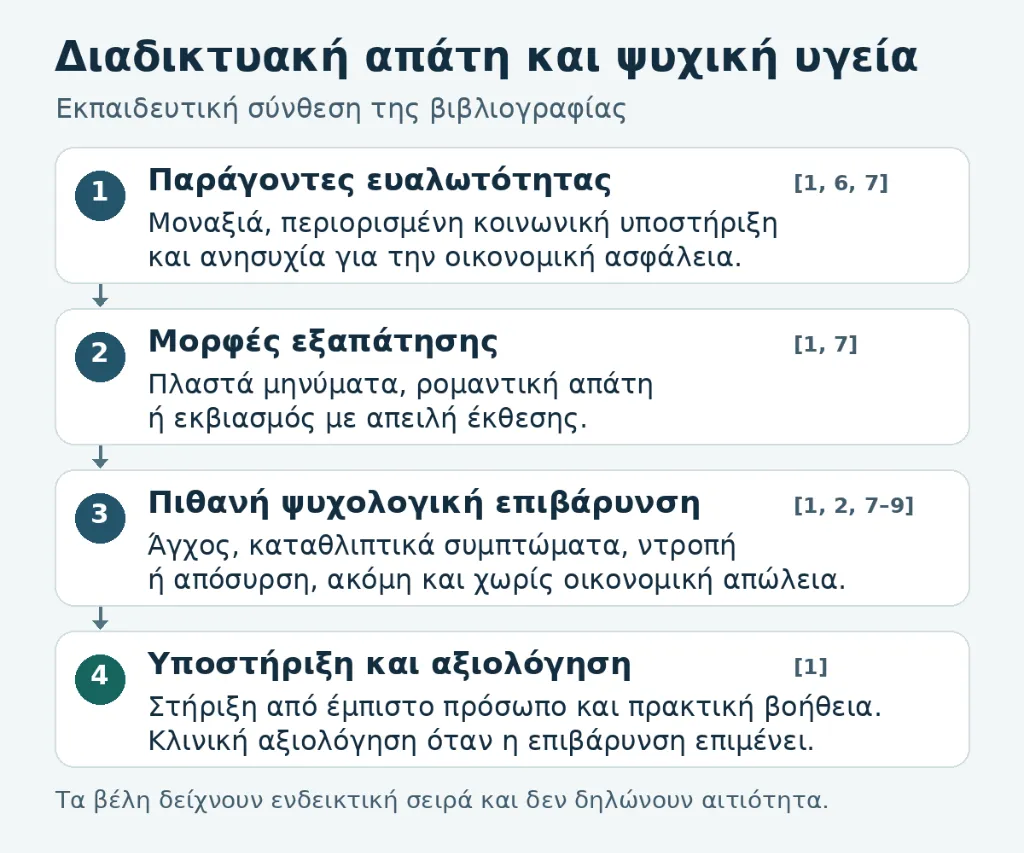 Διαδικτυακή απάτη και ψυχική υγεία
Εκπαιδευτική σύνθεση της βιβλιογραφίας
1
Παράγοντες ευαλωτότητας [1, 6, 7]
Μοναξιά, περιορισμένη κοινωνική υποστήριξη
και ανησυχία για την οικονομική ασφάλεια.
2
Μορφές εξαπάτησης [1, 7]
Πλαστά μηνύματα, ρομαντική απάτη
ή εκβιασμός με απειλή έκθεσης.
3
Πιθανή ψυχολογική επιβάρυνση [1, 2, 7–9]
Άγχος, καταθλιπτικά συμπτώματα, ντροπή
ή απόσυρση, ακόμη και χωρίς οικονομική απώλεια.
4
Υποστήριξη και αξιολόγηση [1]
Στήριξη από έμπιστο πρόσωπο και πρακτική βοήθεια.
Κλινική αξιολόγηση όταν η επιβάρυνση επιμένει.
Τα βέλη δείχνουν ενδεικτική σειρά και δεν δηλώνουν αιτιότητα.